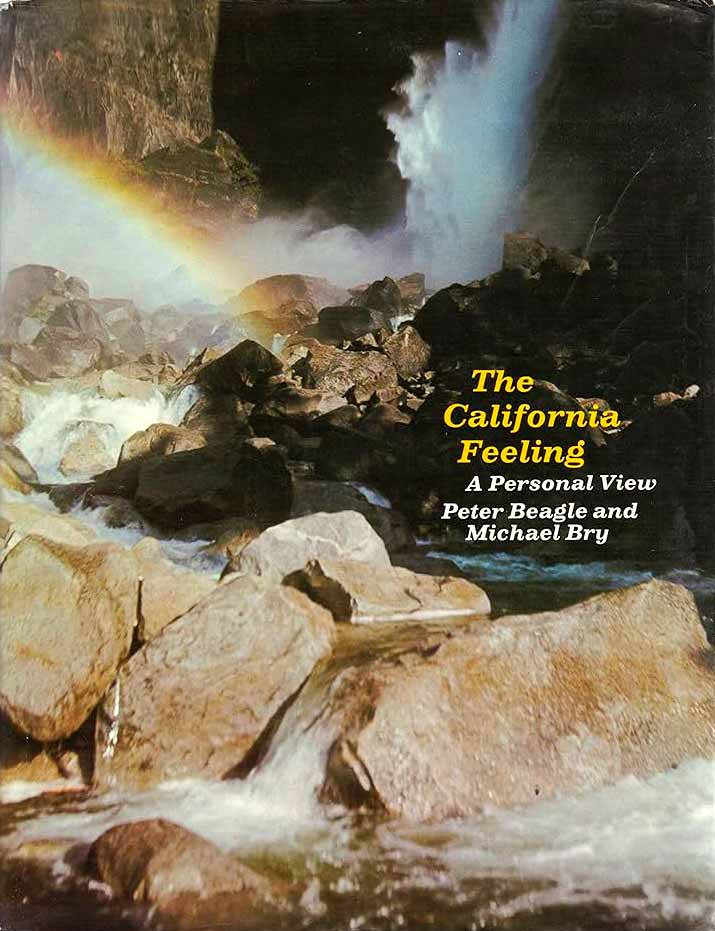 The
California
Feeling
A Personal View
Peter Beagle and
Michael Bry